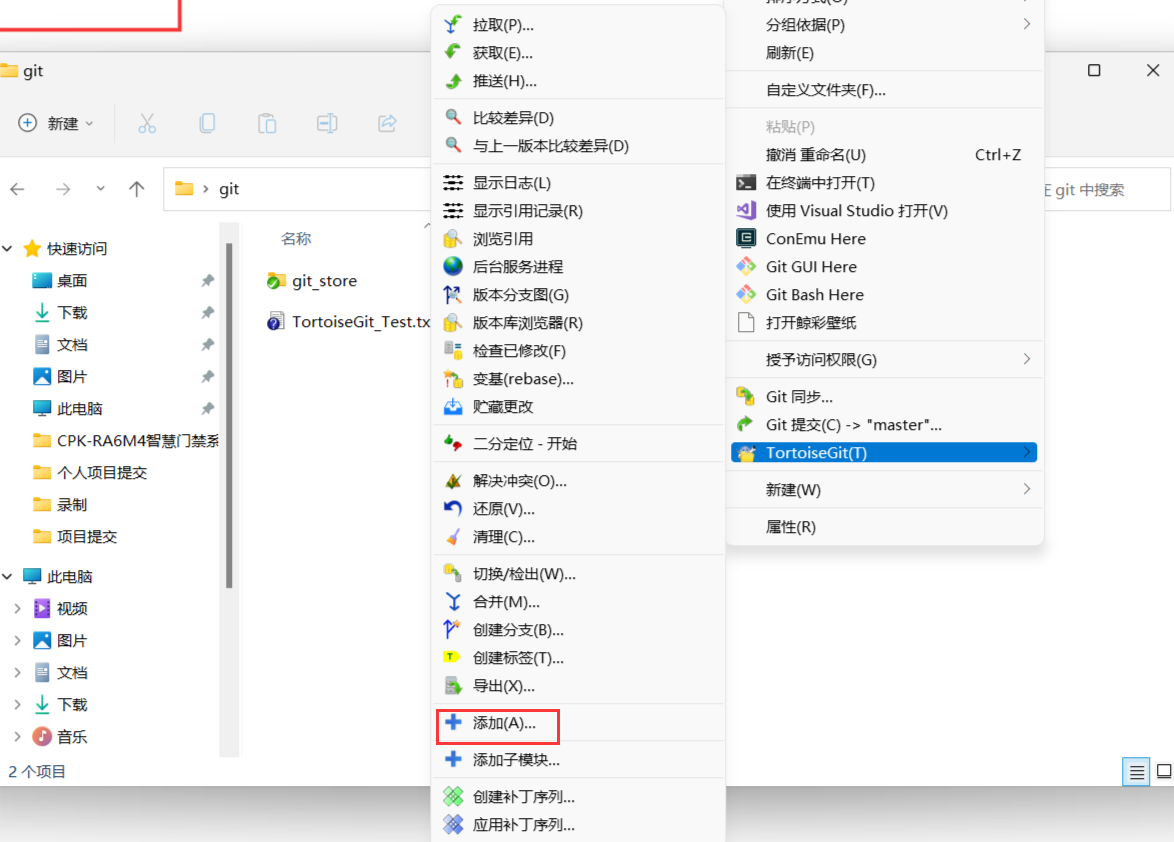 git
新建
git
在 git 中搜索
快速访问
桌面
下载
文档
图片
此电脑
CPK-RA6M4智慧门禁系
个人项目提交
录制
项目提交
此电脑
视频
图片
文档
下载
音乐
2 个项目
名称
git_store
TortoiseGit_Test.tx
拉取(P)...
获取(E)...
推送(H)...
比较差异(D)
与上一版本比较差异(D)
显示日志(L)
显示引用记录(R)
浏览引用
后台服务进程
版本分支图(G)
版本库浏览器(R)
检查已修改(F)
变基(rebase)...
贮藏更改
二分定位 - 开始
解决冲突(O)...
还原(V)...
清理(C)...
切换/检出(W)...
合并(M)...
创建分支(B)...
创建标签(T)...
导出(X)...
添加(A)...
添加子模块...
创建补丁序列...
应用补丁序列...
排序方式(O)
分组依据(P)
刷新(E)
自定义文件夹(F)...
粘贴(P)
撤消 重命名(U) Ctrl+Z
在终端中打开(T)
使用 Visual Studio 打开(V)
ConEmu Here
Git GUI Here
Git Bash Here
打开鲸彩壁纸
授予访问权限(G)
Git 同步...
Git 提交(C) -> "master"...
TortoiseGit(T)
新建(W)
属性(R)